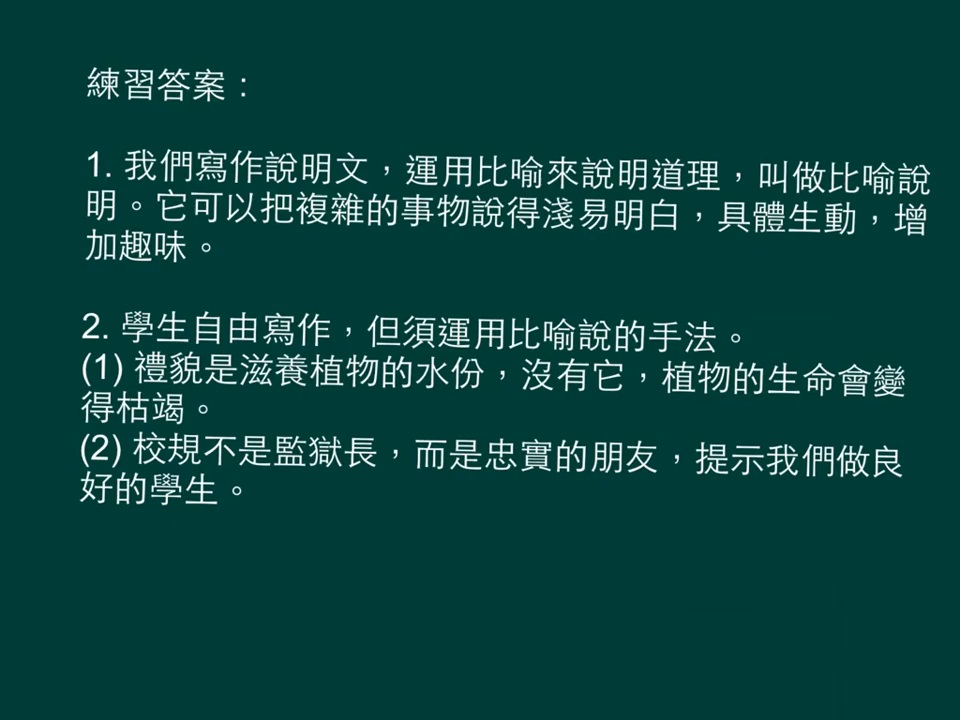 練習答案：
1. 我們寫作說明文，運用比喻來說明道理，叫做比喻說
明。它可以把複雜的事物說得淺易明白，具體生動，增
加趣味。
2. 學生自由寫作，但須運用比喻說的手法。
(1) 禮貌是滋養植物的水份，沒有它，植物的生命會變
得枯竭。
(2) 校規不是監獄長，而是忠實的朋友，提示我們做良
好的學生。